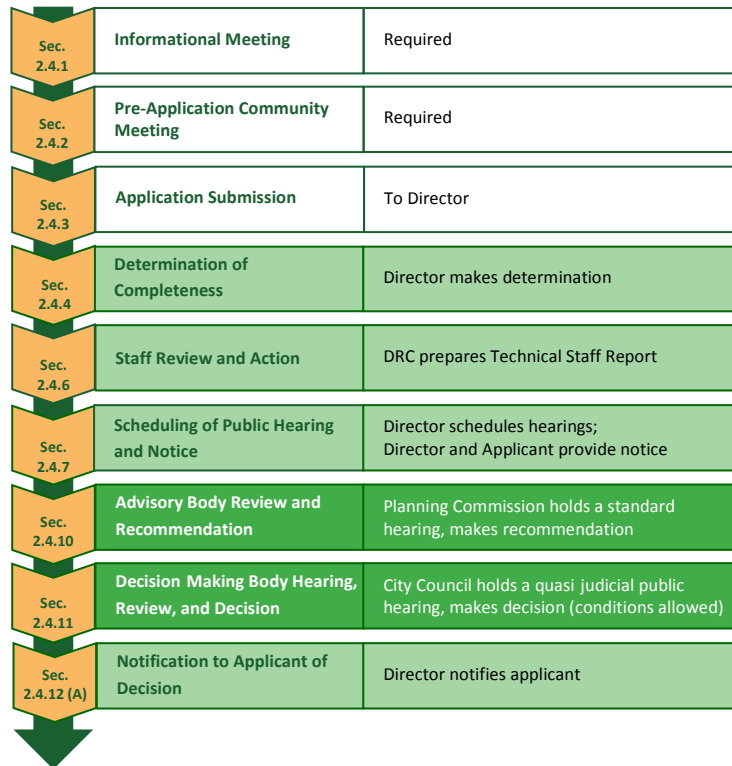 Sec.
2.4.1
Informational Meeting
Required
Sec.
2.4.2
Pre-Application Community
Meeting
Required
Sec.
2.4.3
Application Submission
To Director
Sec.
2.4.4
Determination of
Completeness
Director makes determination
Sec.
2.4.6
Staff Review and Action
DRC prepares Technical Staff Report
Sec.
2.4.7
Scheduling of Public Hearing
and Notice
Director schedules hearings;
Director and Applicant provide notice
Sec.
2.4.10
Advisory Body Review and
Recommendation
Planning Commission holds a standard
hearing, makes recommendation
Sec.
2.4.11
Decision Making Body Hearing,
Review, and Decision
City Council holds a quasi judicial public
hearing, makes decision (conditions allowed)
Sec.
2.4.12 (A)
Notification to Applicant of
Decision
Director notifies applicant